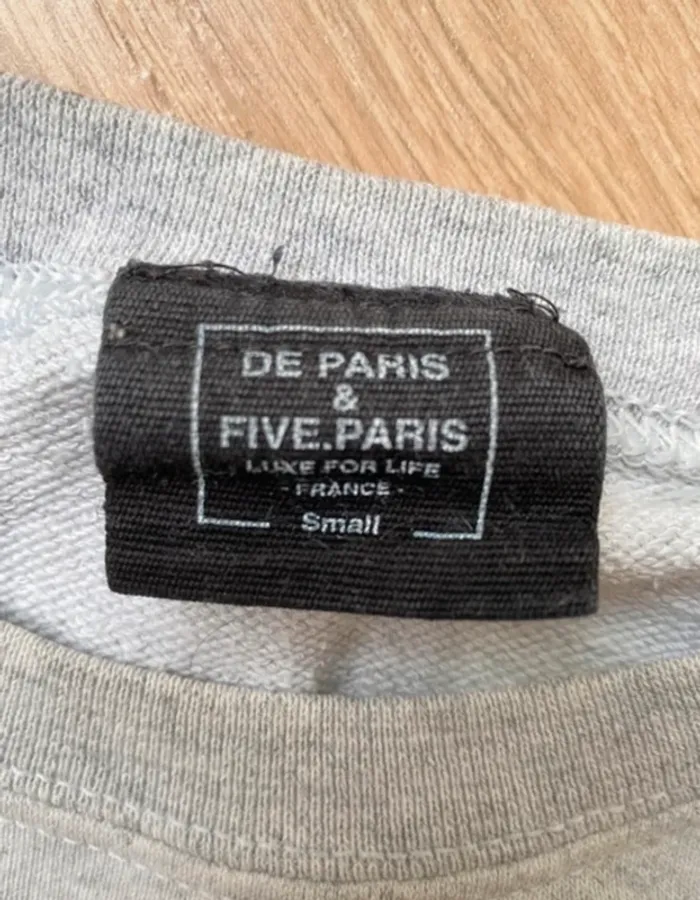 DE PARIS
&
FIVE.PARIS
LUXE FOR LIFE
- FRANCE -
Small